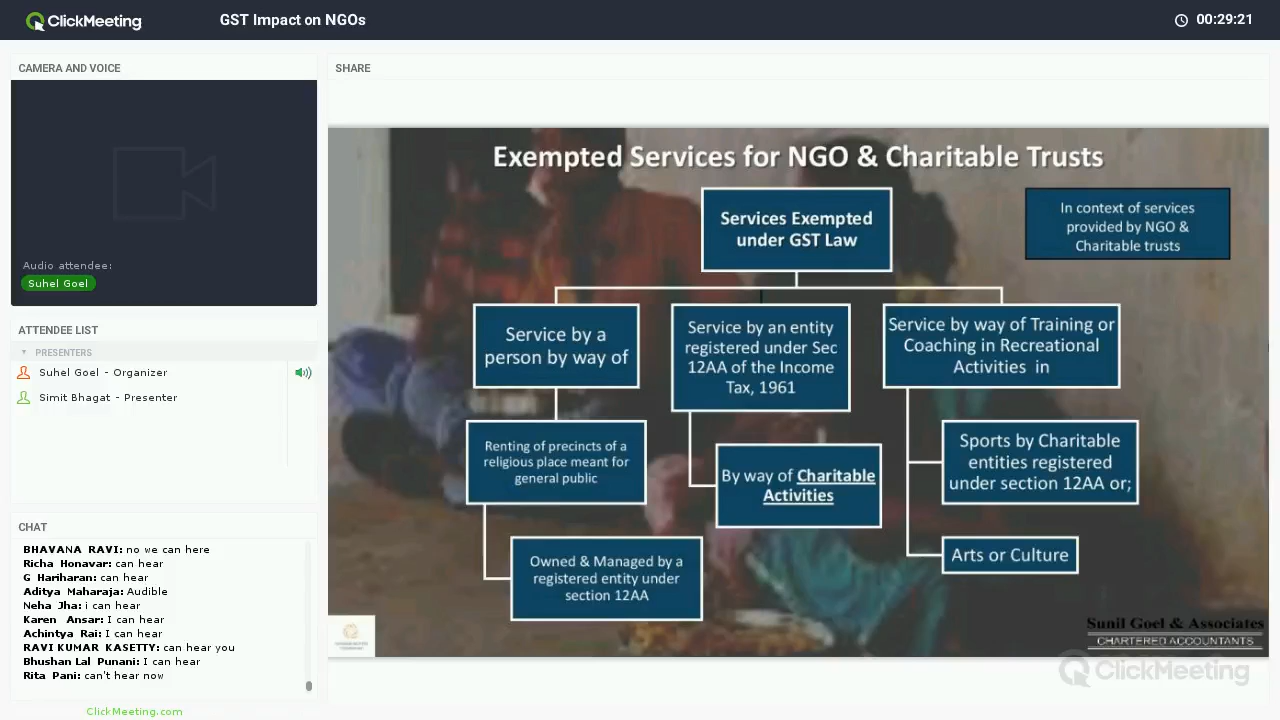 ClickMeeting
GST Impact on NGOs
00:29:21
CAMERA AND VOICE
Audio attendee:
Suhel Goel
ATTENDEE LIST
PRESENTERS
Suhel Goel - Organizer
Simit Bhagat - Presenter
CHAT
BHAVANA RAVI: no we can here
Richa Honavar: can hear
G Hariharan: can hear
Aditya Maharaja: Audible
Neha Jha: i can hear
Karen Ansar: I can hear
Achintya Rai: I can hear
RAVI KUMAR KASETTY: can hear you
Bhushan Lal Punani: I can hear
Rita Pani: can't hear now
ClickMeeting.com
SHARE
Exempted Services for NGO & Charitable Trusts
Services Exempted
under GST Law
In context of services
provided by NGO &
Charitable trusts
Service by a
person by way of
Renting of precincts of a
religious place meant for
general public
Owned & Managed by a
registered entity under
section 12AA
Service by an entity
registered under Sec
12AA of the Income
Tax, 1961
By way of Charitable
Activities
Service by way of Training or
Coaching in Recreational
Activities in
Sports by Charitable
entities registered
under section 12AA or;
Arts or Culture
Sunil Goel & Associates
CHARTERED ACCOUNTANTS
ClickMeeting